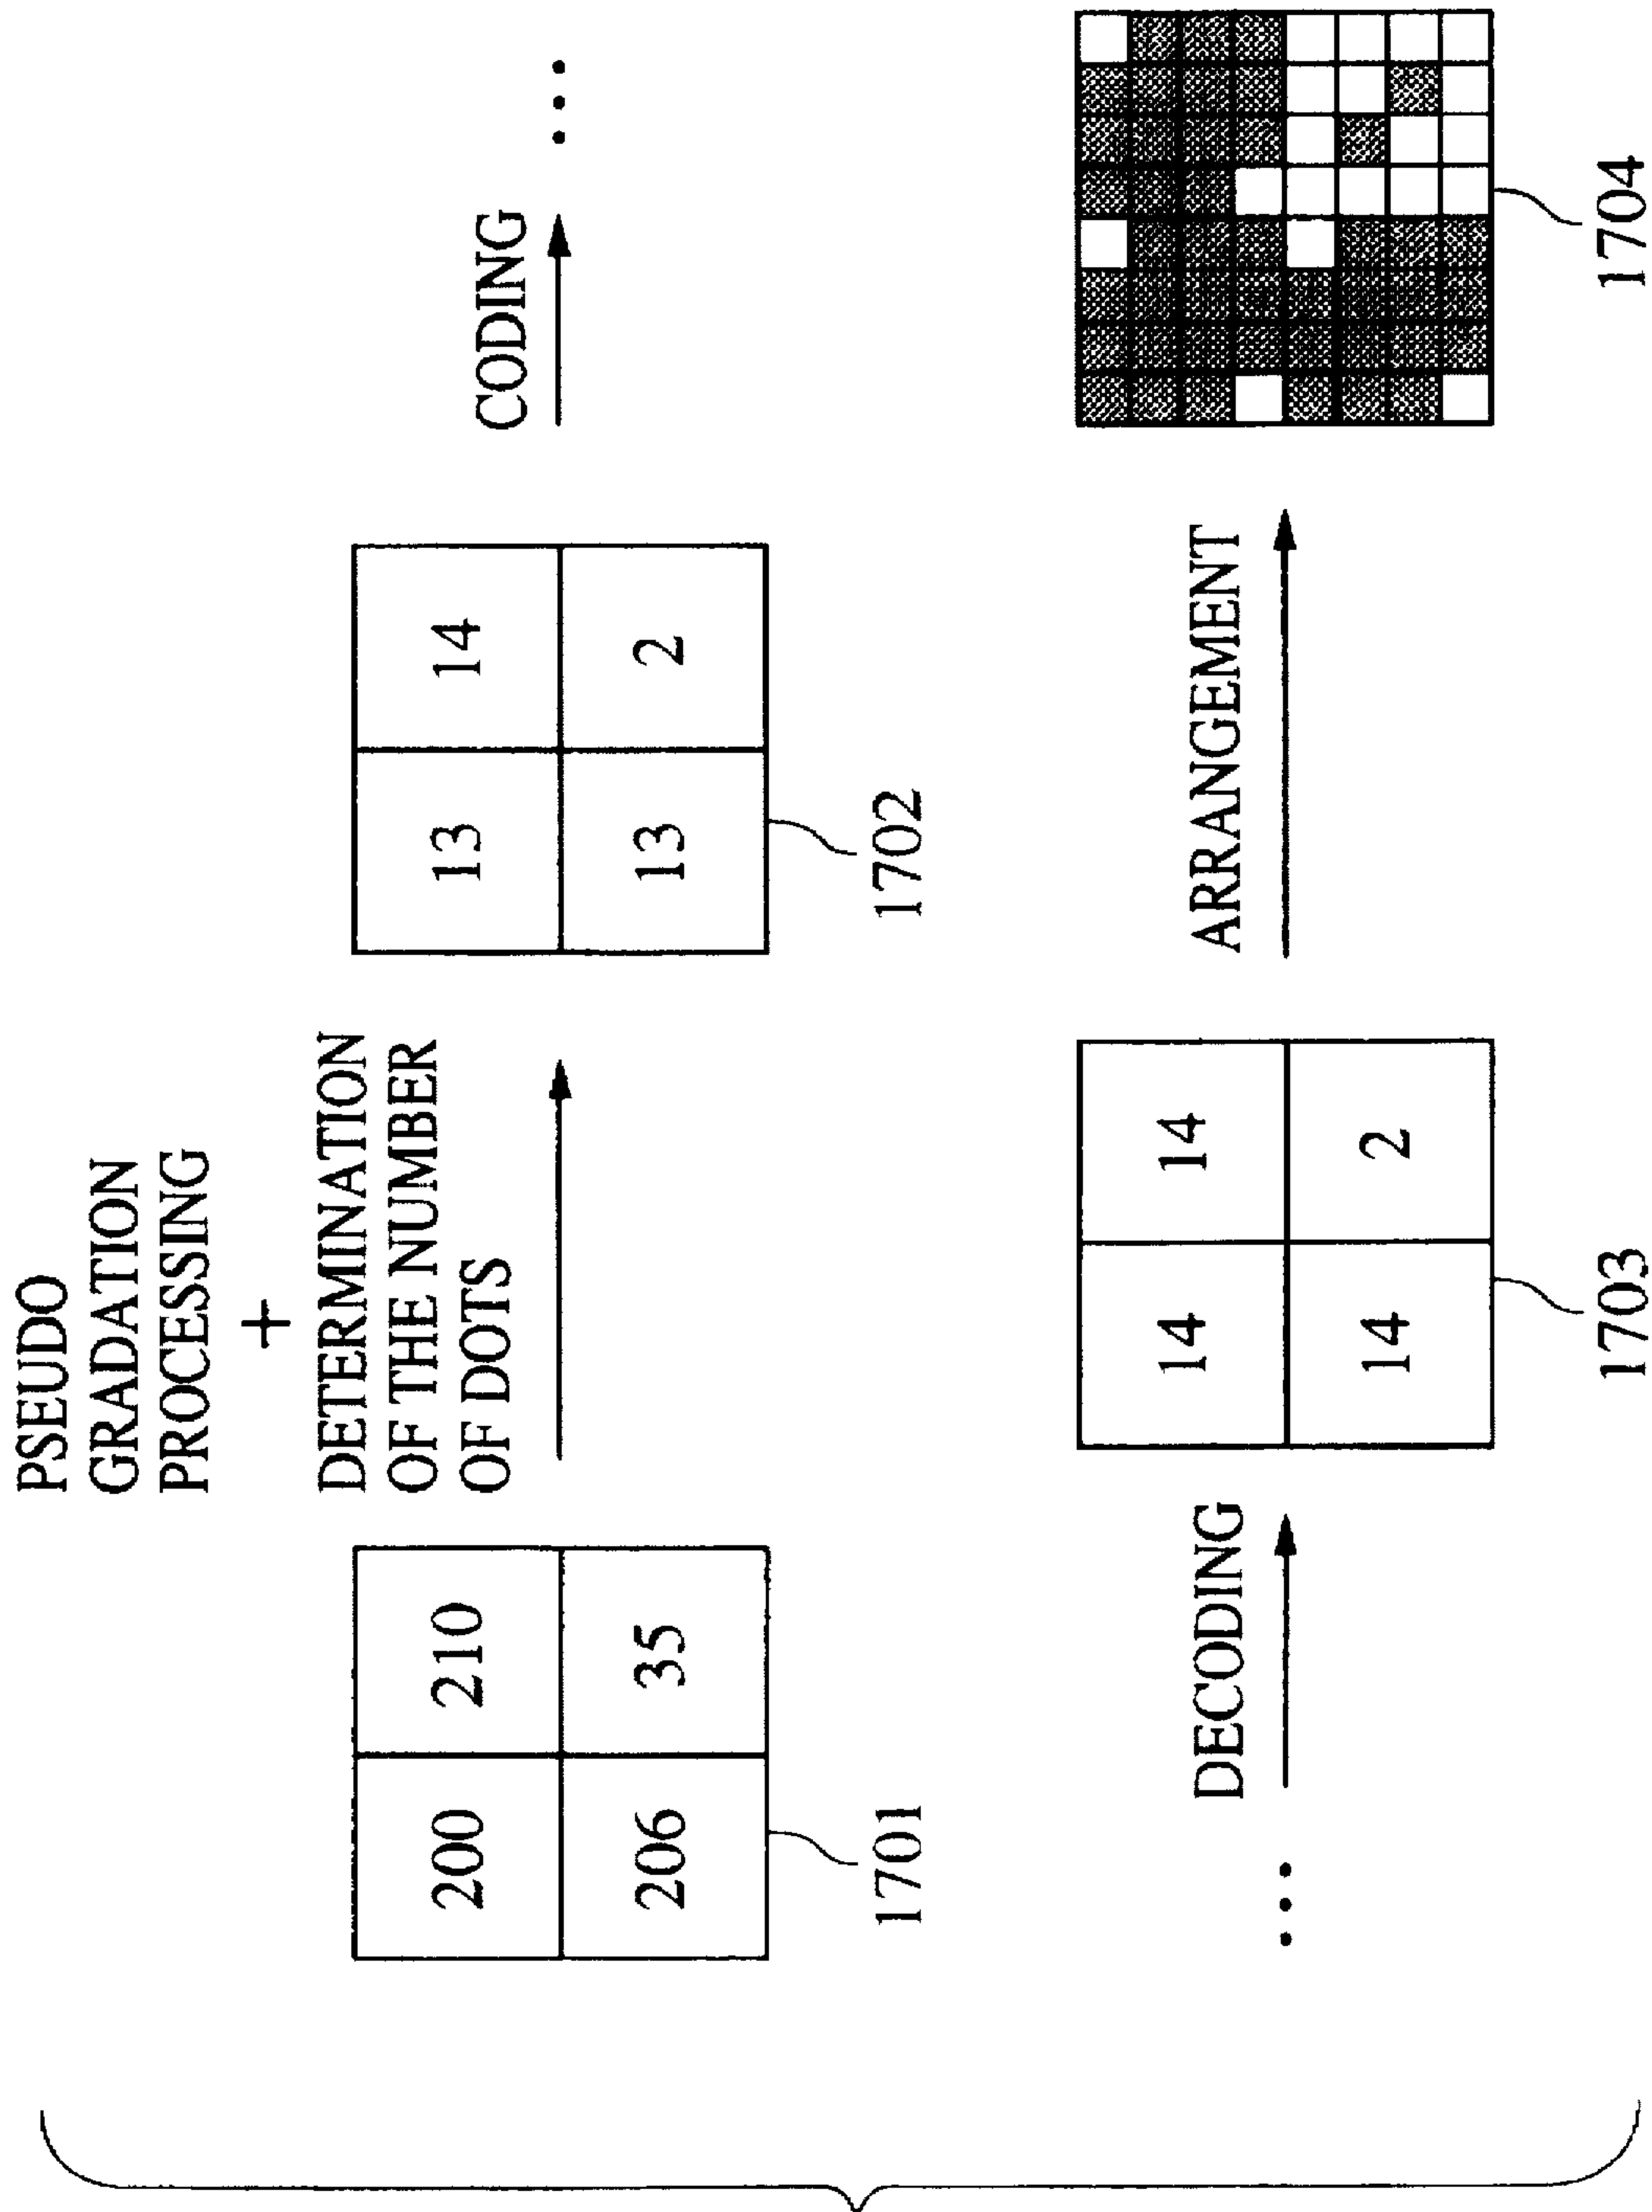 PSEUDO
GRADATION
PROCESSING
+
DETERMINATION
OF THE NUMBER
OF DOTS
CODING
200 210
206 35
1701
13 14
13 2
1702
DECODING
14 14
14 2
1703
ARRANGEMENT
1704